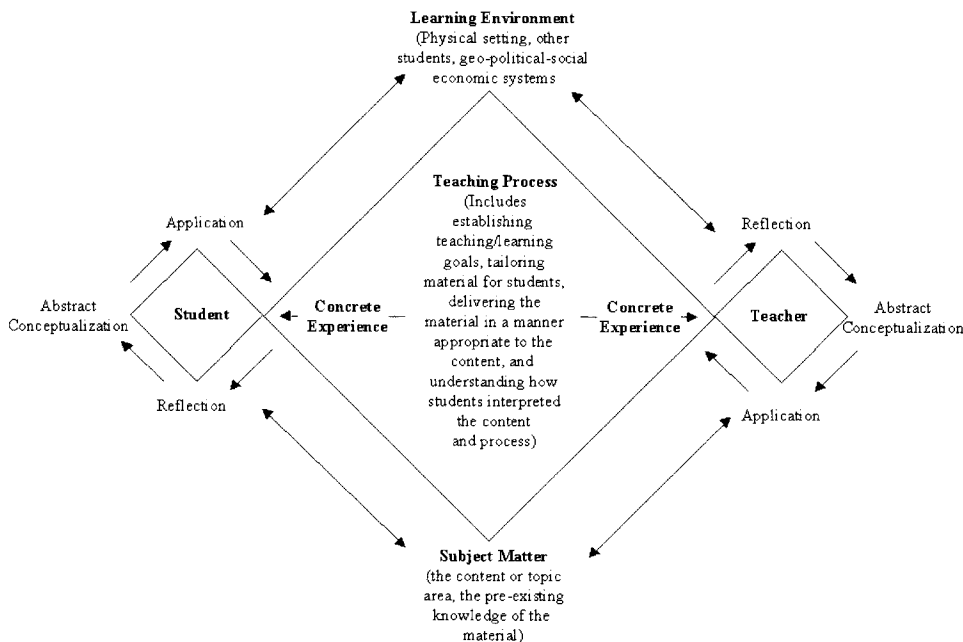 Learning Environment
(Physical setting, other
students, geo-political-social
economic systems
Teaching Process
(Includes
establishing
teaching/learning
goals, tailoring
material for students,
delivering the
material in a manner
appropriate to the
content, and
understanding how
students interpreted
the content
and process)
Application
Abstract
Conceptualization
Student
Reflection
Concrete
Experience
Concrete
Experience
Reflection
Teacher
Abstract
Conceptualization
Application
Subject Matter
(the content or topic
area, the pre-existing
knowledge of the
material)